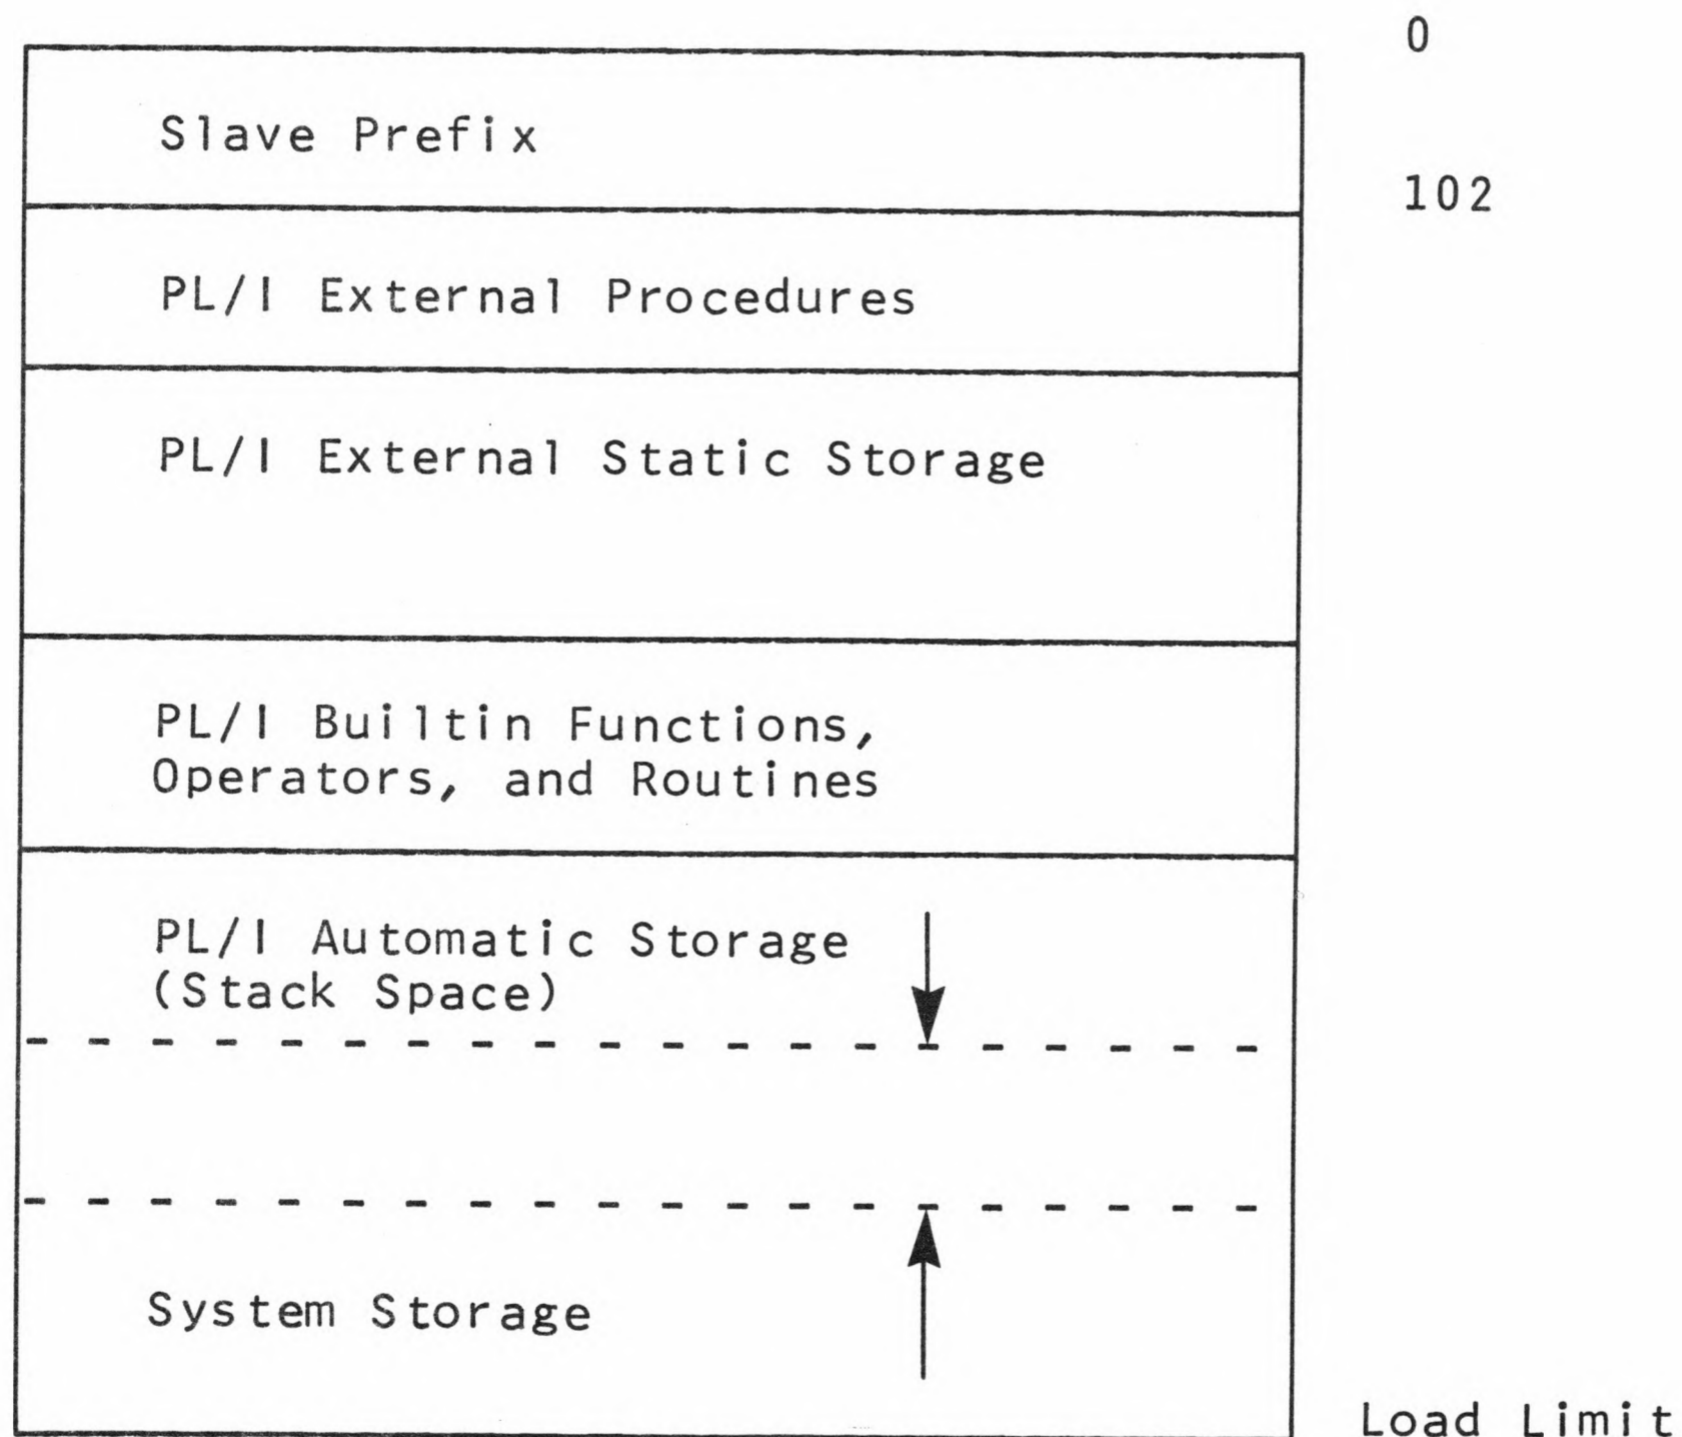 0
Slave Prefix
102
PL/I External Procedures
PL/I External Static Storage
PL/I Builtin Functions,
Operators, and Routines
PL/I Automatic Storage
(Stack Space)
System Storage
Load Limit